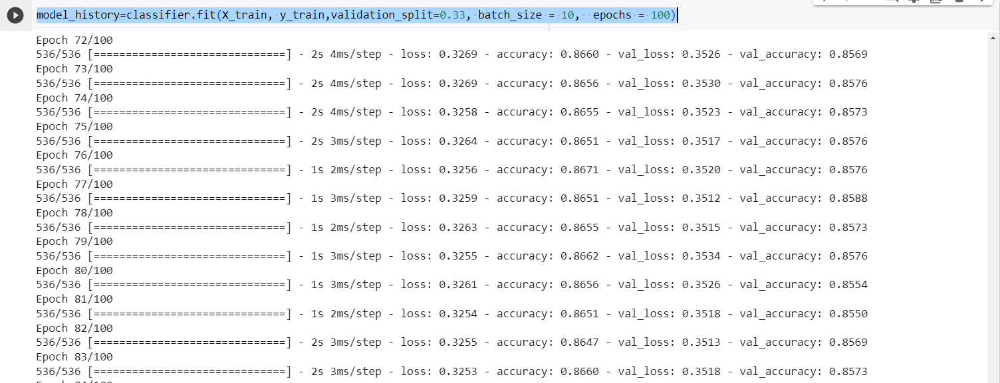 model_history=classifier.fit(X_train, y_train,validation_split=0.33, batch_size = 10,  epochs = 100)
Epoch 72/100
536/536 [==============================] - 2s 4ms/step - loss: 0.3269 - accuracy: 0.8660 - val_loss: 0.3526 - val_accuracy: 0.8569
Epoch 73/100
536/536 [==============================] - 2s 4ms/step - loss: 0.3269 - accuracy: 0.8656 - val_loss: 0.3530 - val_accuracy: 0.8576
Epoch 74/100
536/536 [==============================] - 2s 4ms/step - loss: 0.3258 - accuracy: 0.8655 - val_loss: 0.3523 - val_accuracy: 0.8573
Epoch 75/100
536/536 [==============================] - 2s 3ms/step - loss: 0.3264 - accuracy: 0.8651 - val_loss: 0.3517 - val_accuracy: 0.8576
Epoch 76/100
536/536 [==============================] - 1s 2ms/step - loss: 0.3256 - accuracy: 0.8671 - val_loss: 0.3520 - val_accuracy: 0.8576
Epoch 77/100
536/536 [==============================] - 1s 3ms/step - loss: 0.3259 - accuracy: 0.8651 - val_loss: 0.3512 - val_accuracy: 0.8588
Epoch 78/100
536/536 [==============================] - 1s 2ms/step - loss: 0.3263 - accuracy: 0.8655 - val_loss: 0.3515 - val_accuracy: 0.8573
Epoch 79/100
536/536 [==============================] - 1s 3ms/step - loss: 0.3255 - accuracy: 0.8662 - val_loss: 0.3534 - val_accuracy: 0.8576
Epoch 80/100
536/536 [==============================] - 1s 3ms/step - loss: 0.3261 - accuracy: 0.8656 - val_loss: 0.3526 - val_accuracy: 0.8554
Epoch 81/100
536/536 [==============================] - 1s 2ms/step - loss: 0.3254 - accuracy: 0.8651 - val_loss: 0.3518 - val_accuracy: 0.8550
Epoch 82/100
536/536 [==============================] - 2s 3ms/step - loss: 0.3255 - accuracy: 0.8647 - val_loss: 0.3513 - val_accuracy: 0.8569
Epoch 83/100
536/536 [==============================] - 2s 3ms/step - loss: 0.3253 - accuracy: 0.8660 - val_loss: 0.3518 - val_accuracy: 0.8573